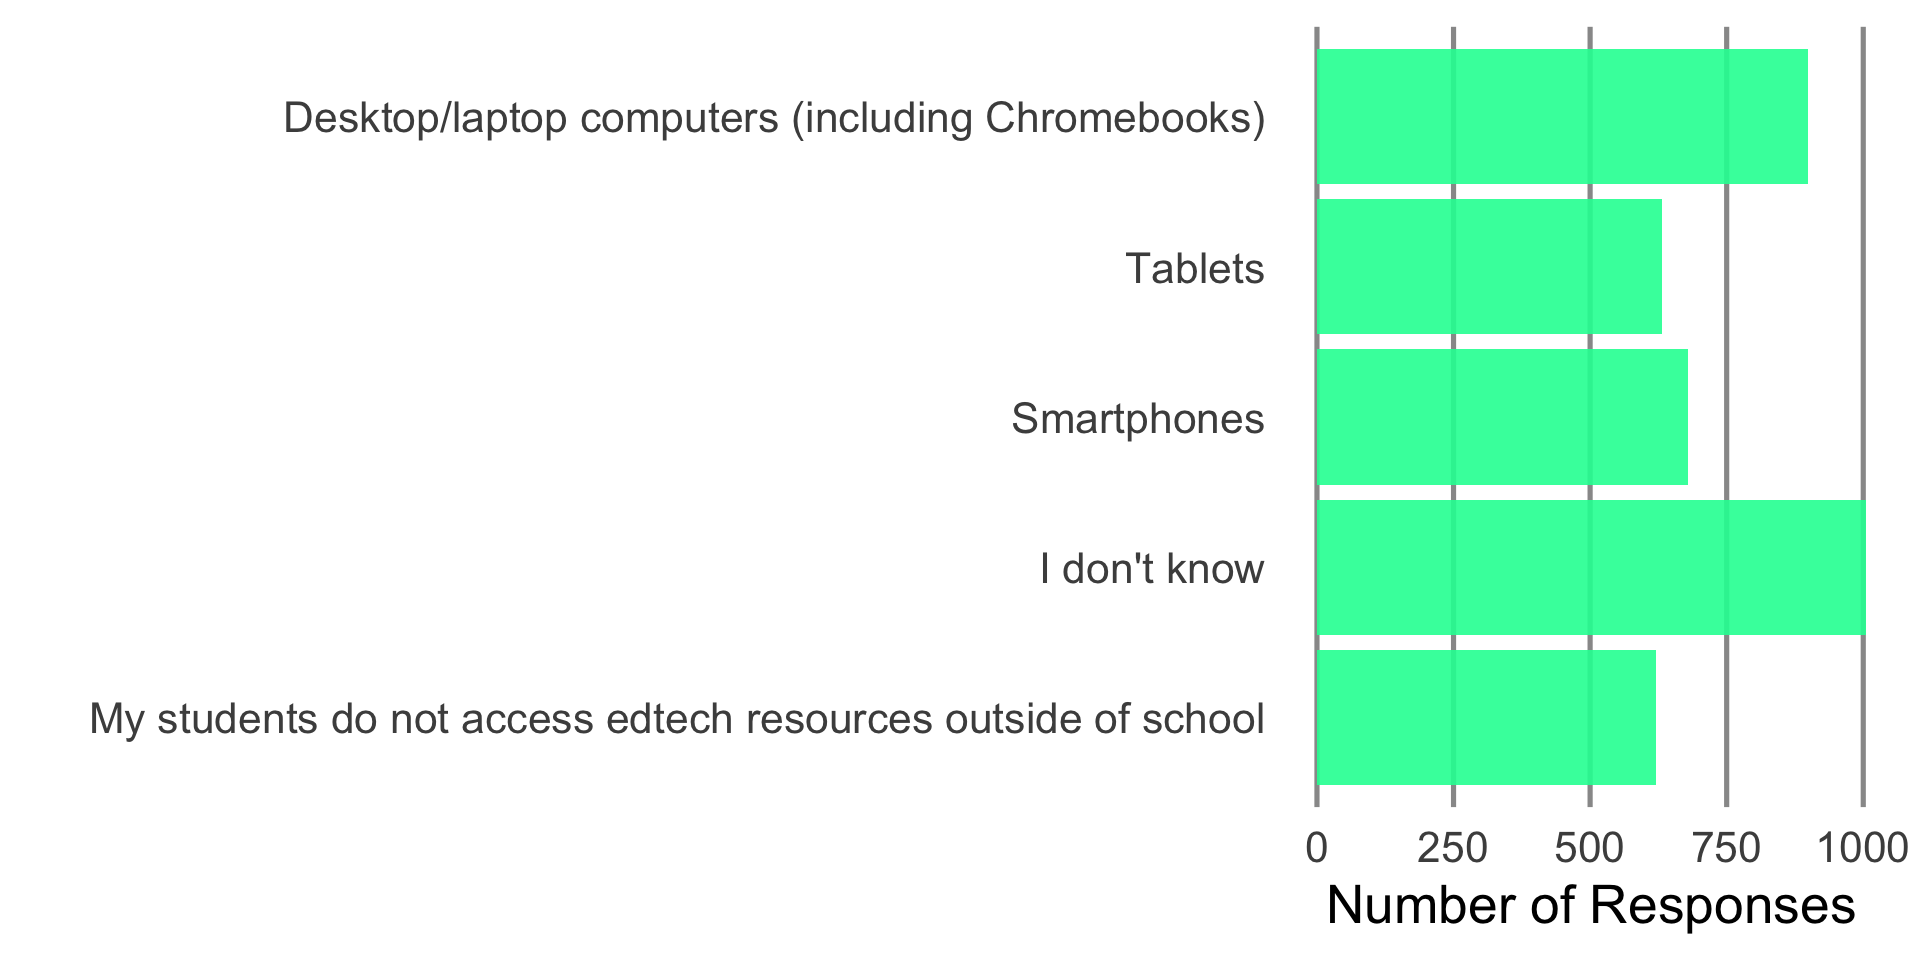 Desktop/laptop computers (including Chromebooks)
Tablets
Smartphones
I don't know
My students do not access edtech resources outside of school
0 250 500 750 1000
Number of Responses